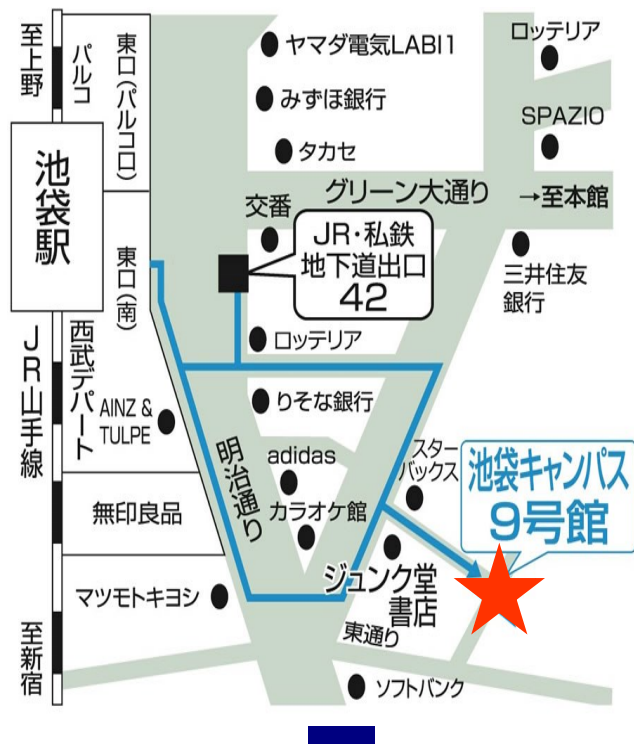 至上野
パルコ
東口(パルコ口)
ヤマダ電気LABI1
みずほ銀行
タカセ
ロッテリア
SPAZIO
グリーン大通り
→至本館
池袋駅
交番
JR・私鉄
地下道出口
42
三井住友
銀行
東口(南)
ロッテリア
JR山手線
西武デパート
AINZ &
TULPE
りそな銀行
明治通り
adidas
カラオケ館
スター
バックス
池袋キャンパス
9号館
無印良品
ジュンク堂
書店
マツモトキヨシ
東通り
至新宿
ソフトバンク